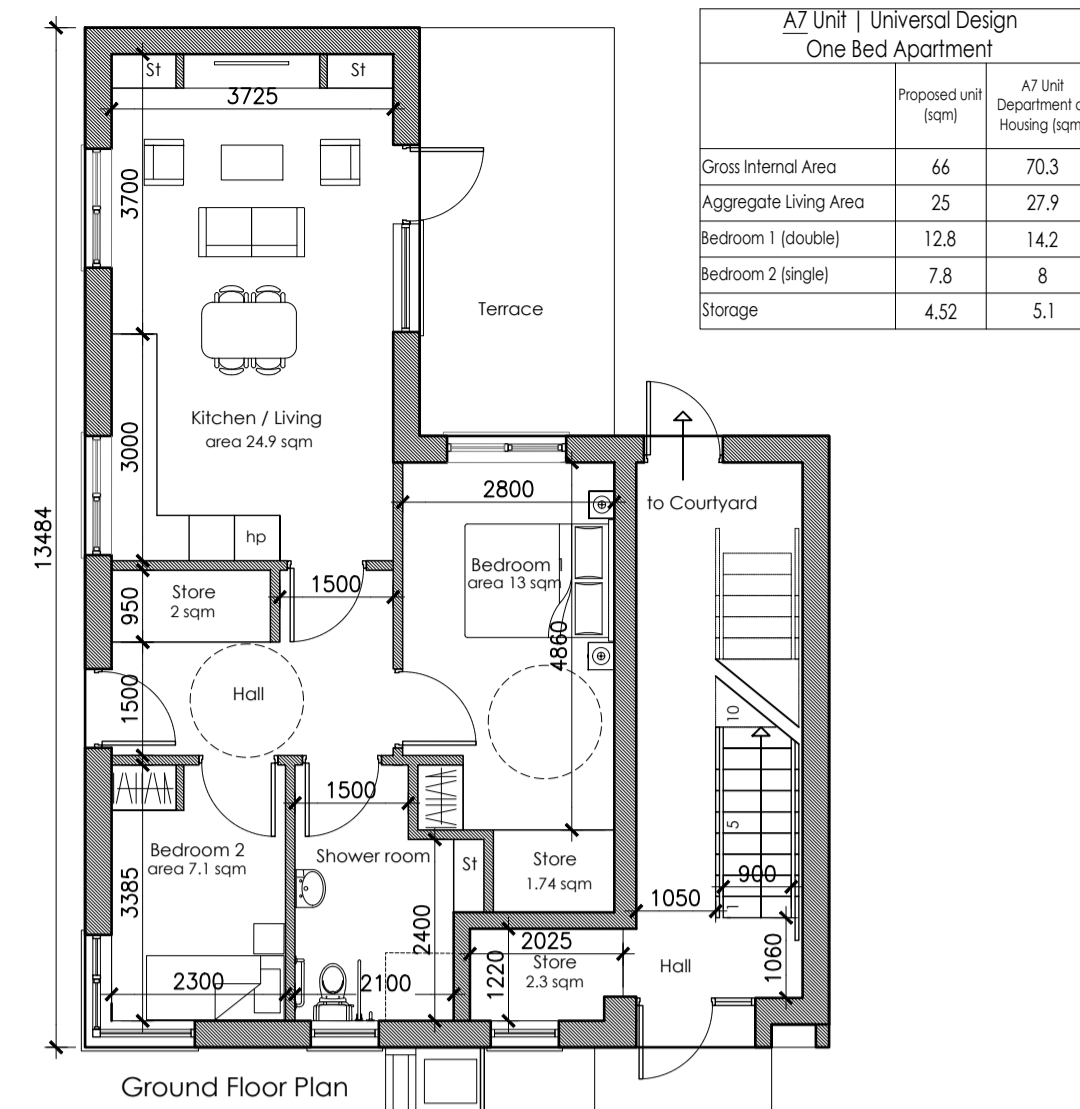 A7 Unit | Universal Design
One Bed Apartment
Proposed unit
(sqm)
A7 Unit
Department o
Housing (sqm
Gross Internal Area 66 70.3
Aggregate Living Area 25 27.9
Bedroom 1 (double) 12.8 14.2
Bedroom 2 (single) 7.8 8
Storage 4.52 5.1
St
St
3725
3700
Terrace
Kitchen / Living
area 24.9 sqm
3000
13484
hp
2800
to Courtyard
Bedroom 1
area 13 sqm
4860
Store
2 sqm
950
1500
1500
Hall
10
5
1
1500
Bedroom 2
area 7.1 sqm
3385
Shower room
St
Store
1.74 sqm
900
1050
2400
2025
Store
2.3 sqm
1220
Hall
1060
2300
2100
Ground Floor Plan